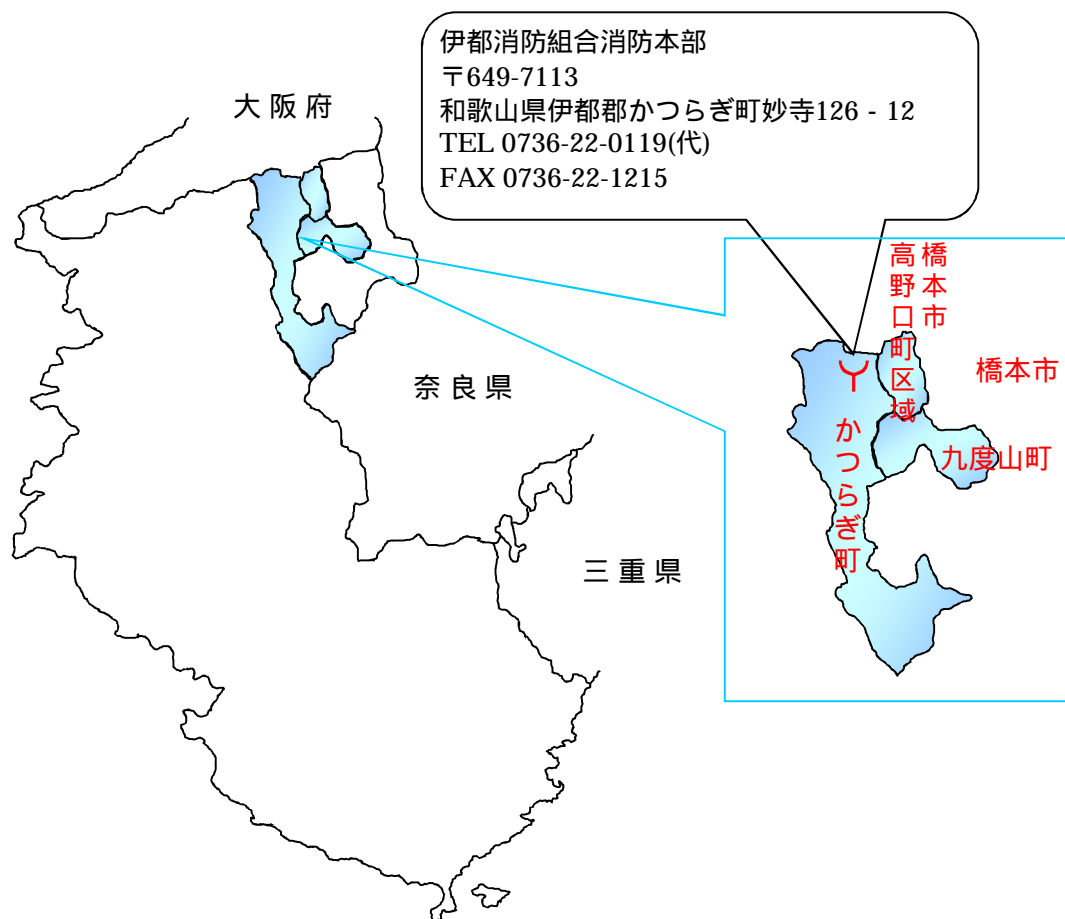 伊都消防組合消防本部
〒649-7113
和歌山県伊都郡かつらぎ町妙寺126 - 12
TEL 0736-22-0119(代)
FAX 0736-22-1215
大阪府
奈良県
三重県
橋本市
高野口町区域
橋本市
九度山町
かつらぎ町